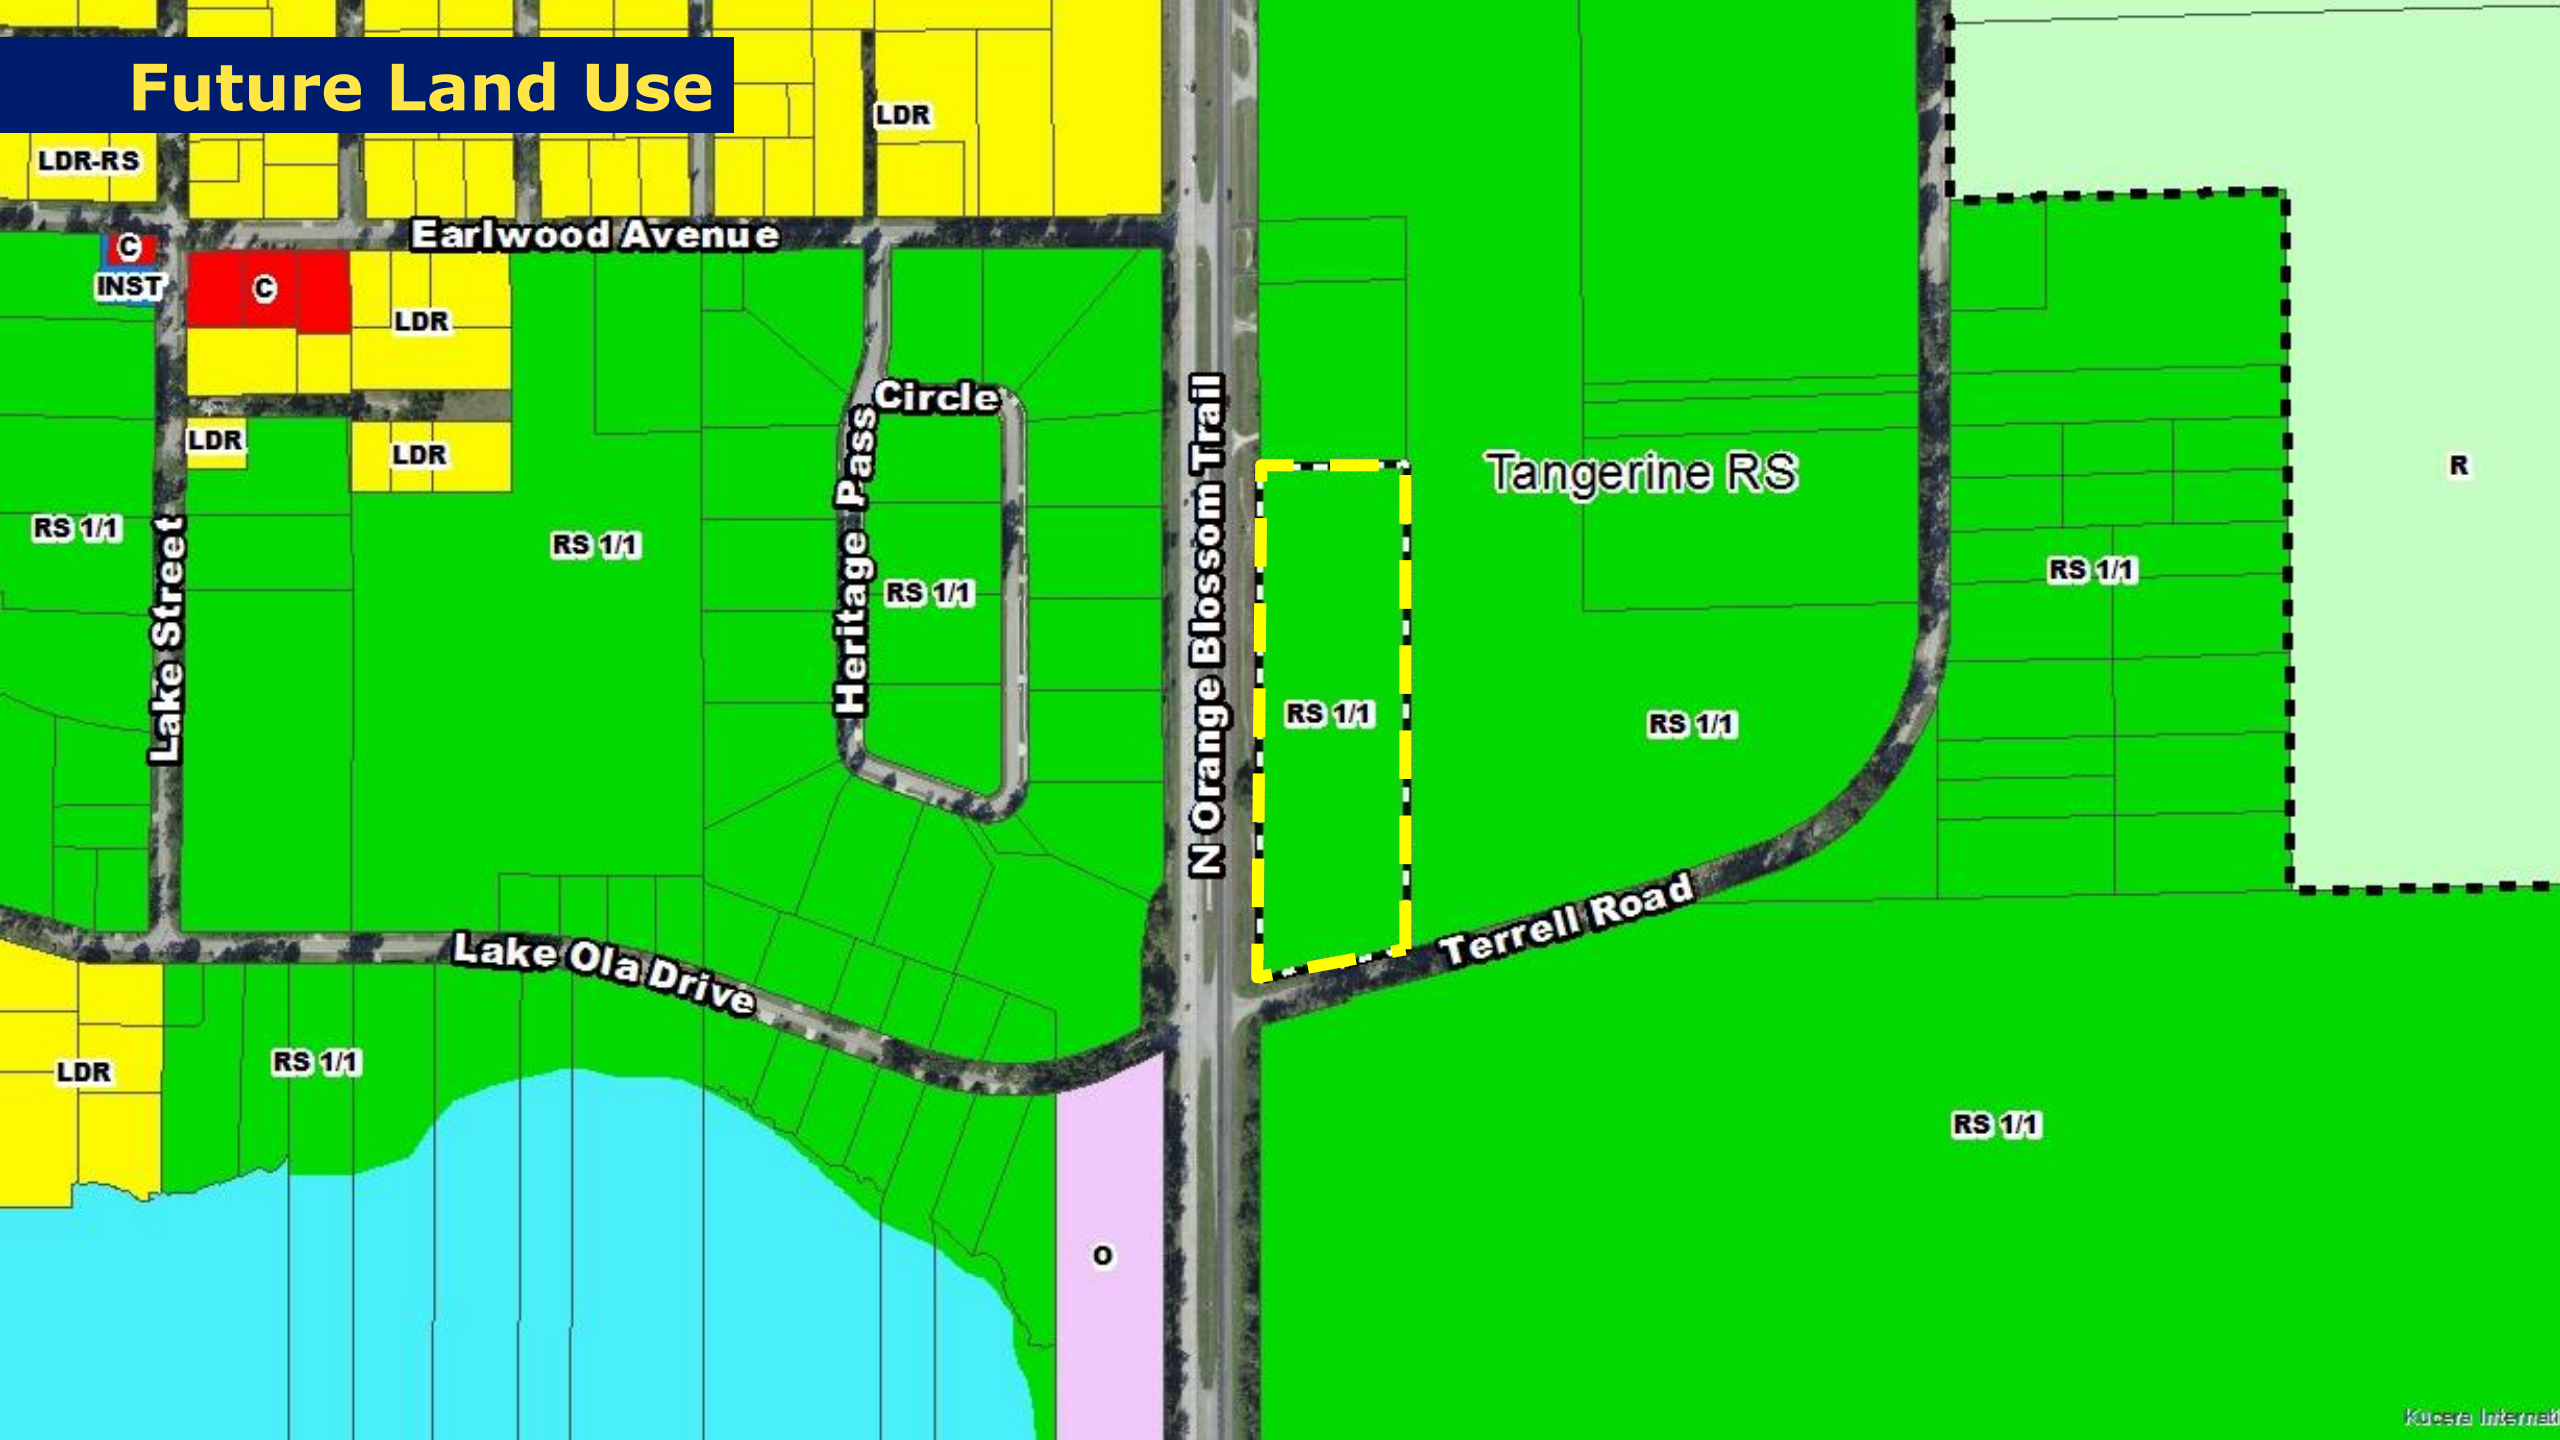 Future Land Use
LDR
LDR-RS
Earlwood Avenue
C
INST
C
LDR
Circle
LDR
LDR
Tangerine RS
R
RS 1/1
RS 1/1
Heritage Pass
RS 1/1
N Orange Blossom Trail
RS 1/1
Lake Street
RS 1/1
RS 1/1
Terrell Road
Lake Ola Drive
LDR
RS 1/1
RS 1/1
O
Kucera Internati